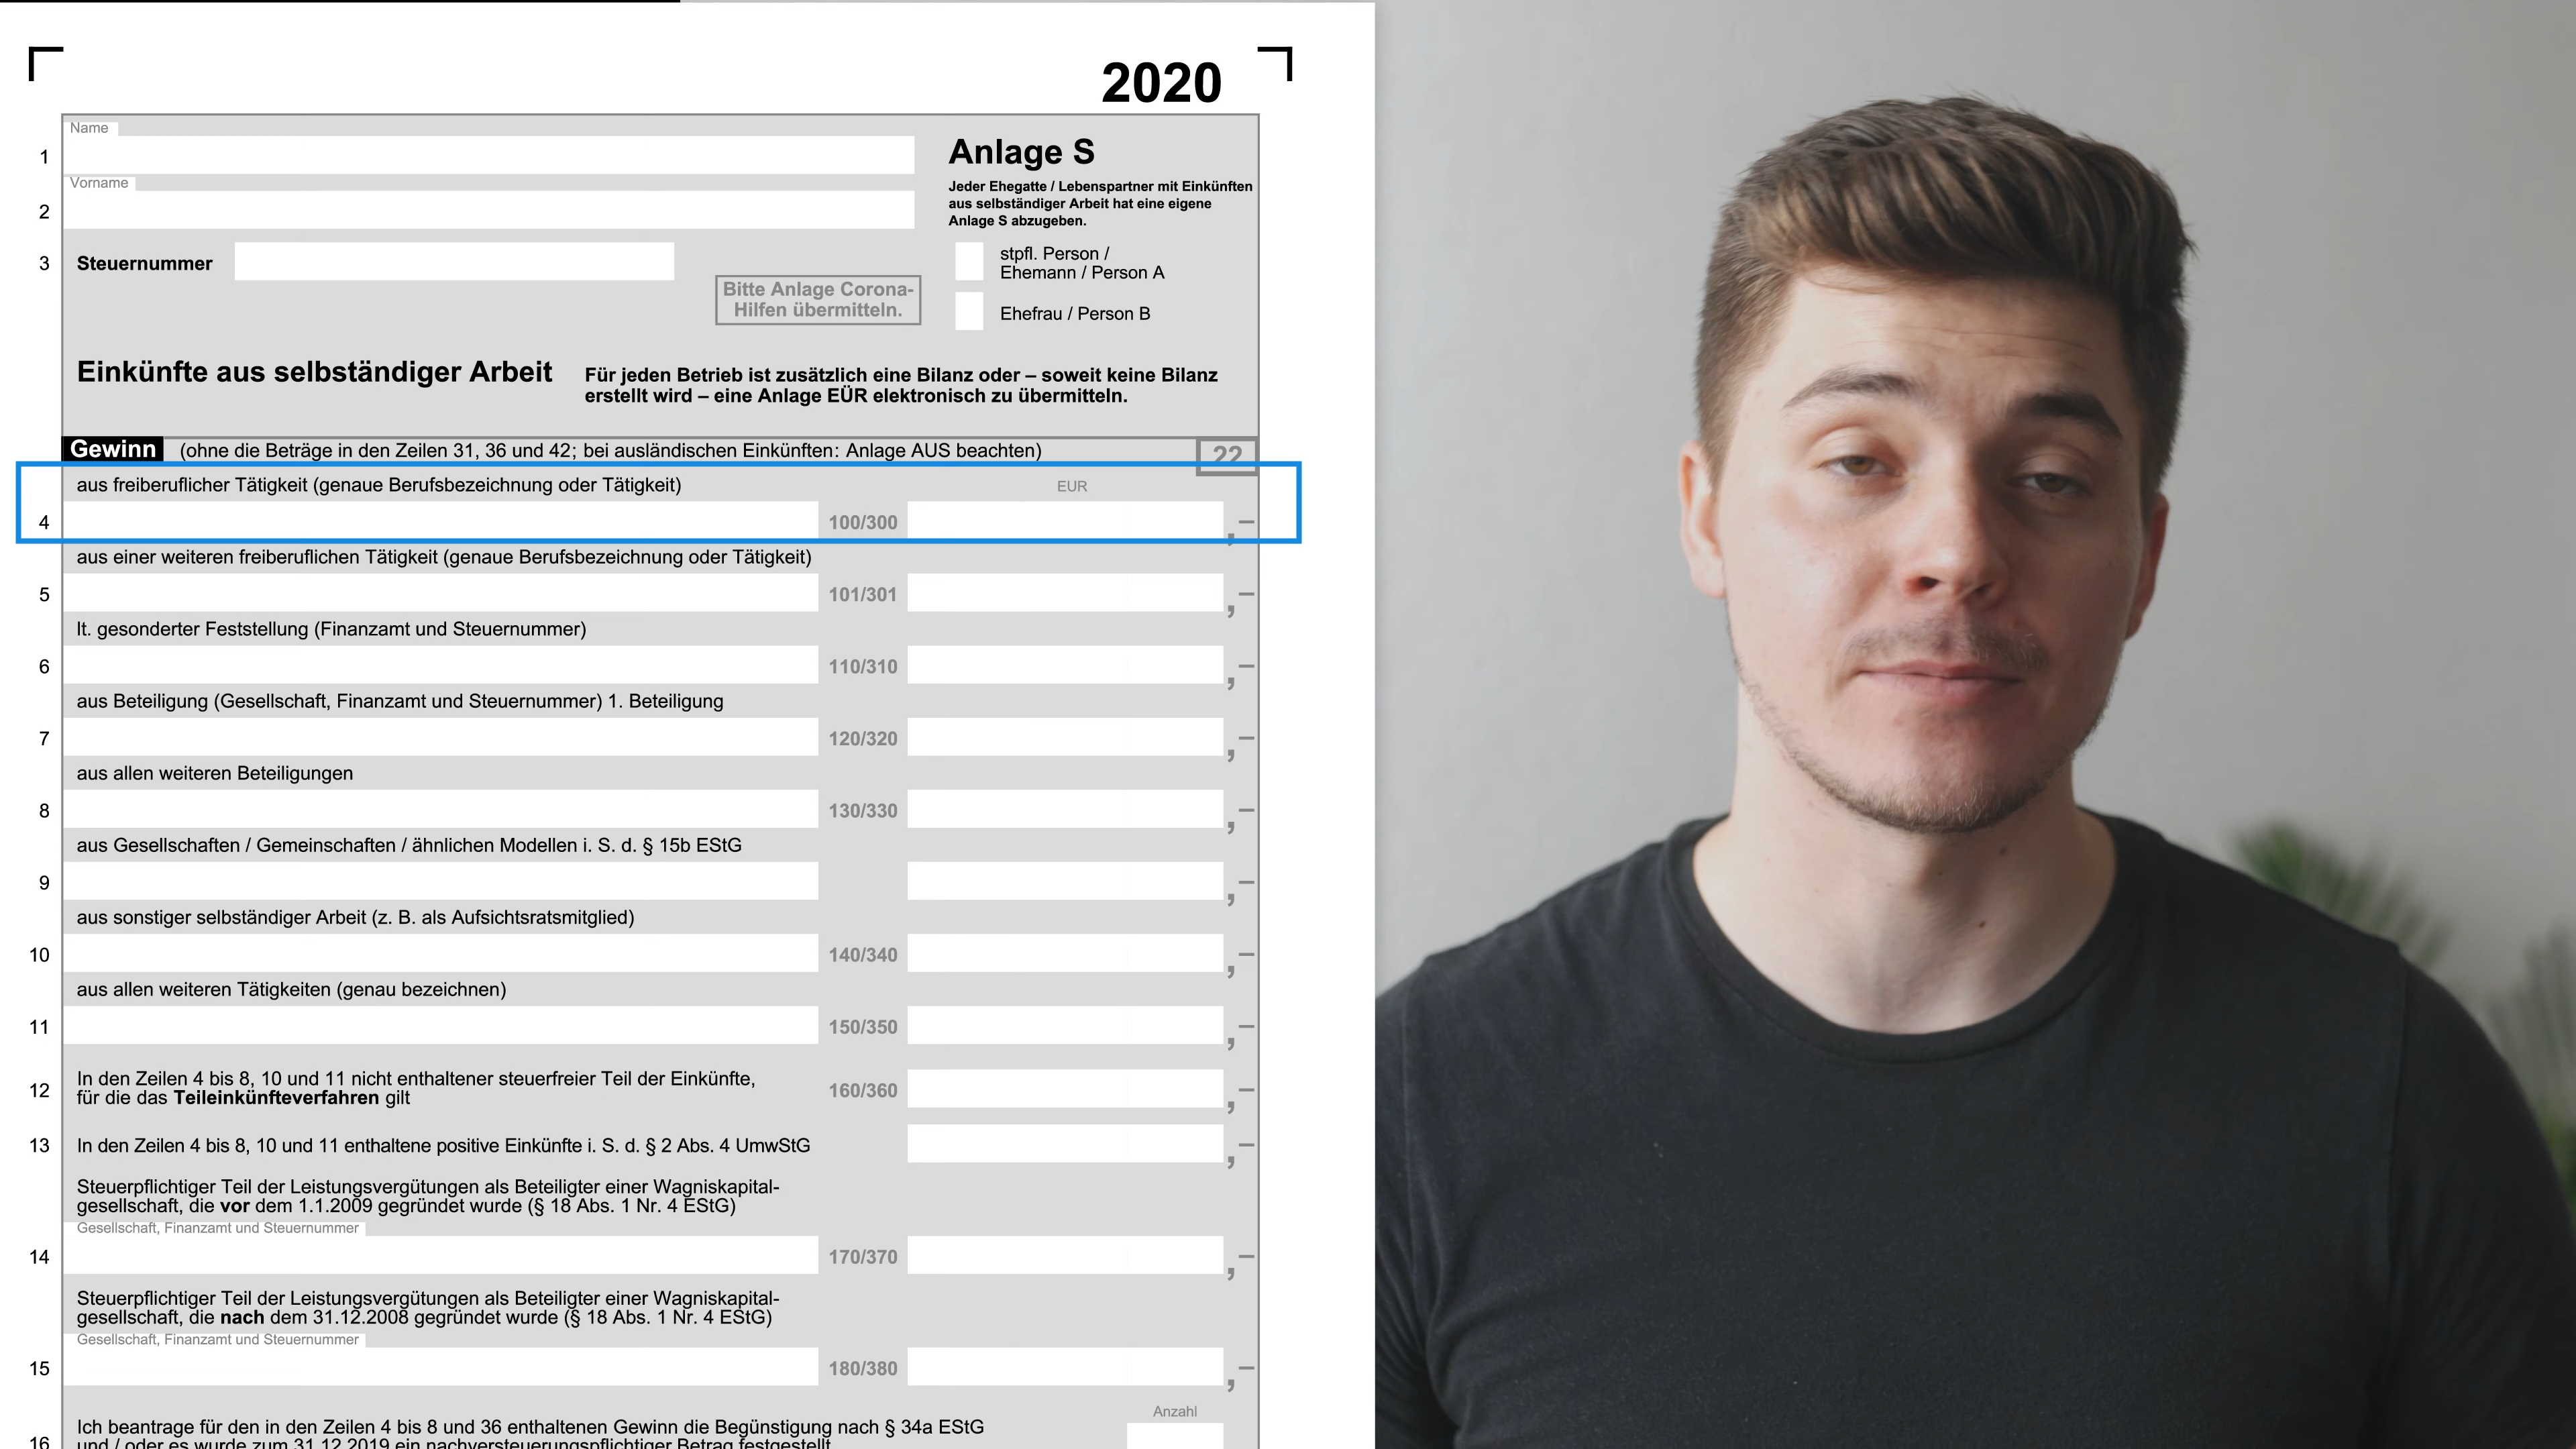 2020
Name
1
Anlage S
Vorname
Jeder Ehegatte / Lebenspartner mit Einkünften
aus selbständiger Arbeit hat eine eigene
Anlage S abzugeben.
2
3 Steuernummer
stpfl. Person /
Ehemann / Person A
Bitte Anlage Corona-
Hilfen übermitteln.
Ehefrau / Person B
Einkünfte aus selbständiger Arbeit
Für jeden Betrieb ist zusätzlich eine Bilanz oder – soweit keine Bilanz
erstellt wird – eine Anlage EÜR elektronisch zu übermitteln.
Gewinn (ohne die Beträge in den Zeilen 31, 36 und 42; bei ausländischen Einkünften: Anlage AUS beachten) 22
aus freiberuflicher Tätigkeit (genaue Berufsbezeichnung oder Tätigkeit) EUR
4 100/300 ,–
aus einer weiteren freiberuflichen Tätigkeit (genaue Berufsbezeichnung oder Tätigkeit)
5 101/301 ,–
lt. gesonderter Feststellung (Finanzamt und Steuernummer)
6 110/310 ,–
aus Beteiligung (Gesellschaft, Finanzamt und Steuernummer) 1. Beteiligung
7 120/320 ,–
aus allen weiteren Beteiligungen
8 130/330 ,–
aus Gesellschaften / Gemeinschaften / ähnlichen Modellen i. S. d. § 15b EStG
9 ,–
aus sonstiger selbständiger Arbeit (z. B. als Aufsichtsratsmitglied)
10 140/340 ,–
aus allen weiteren Tätigkeiten (genau bezeichnen)
11 150/350 ,–
In den Zeilen 4 bis 8, 10 und 11 nicht enthaltener steuerfreier Teil der Einkünfte,
12 für die das Teileinkünfteverfahren gilt 160/360 ,–
13 In den Zeilen 4 bis 8, 10 und 11 enthaltene positive Einkünfte i. S. d. § 2 Abs. 4 UmwStG ,–
Steuerpflichtiger Teil der Leistungsvergütungen als Beteiligter einer Wagniskapital-
gesellschaft, die vor dem 1.1.2009 gegründet wurde (§ 18 Abs. 1 Nr. 4 EStG)
Gesellschaft, Finanzamt und Steuernummer
14 170/370 ,–
Steuerpflichtiger Teil der Leistungsvergütungen als Beteiligter einer Wagniskapital-
gesellschaft, die nach dem 31.12.2008 gegründet wurde (§ 18 Abs. 1 Nr. 4 EStG)
Gesellschaft, Finanzamt und Steuernummer
15 180/380 ,–
Anzahl
Ich beantrage für den in den Zeilen 4 bis 8 und 36 enthaltenen Gewinn die Begünstigung nach § 34a EStG
16 und / oder es wurde zum 31.12.2019 ein nachversteuerungspflichtiger Betrag festgestellt